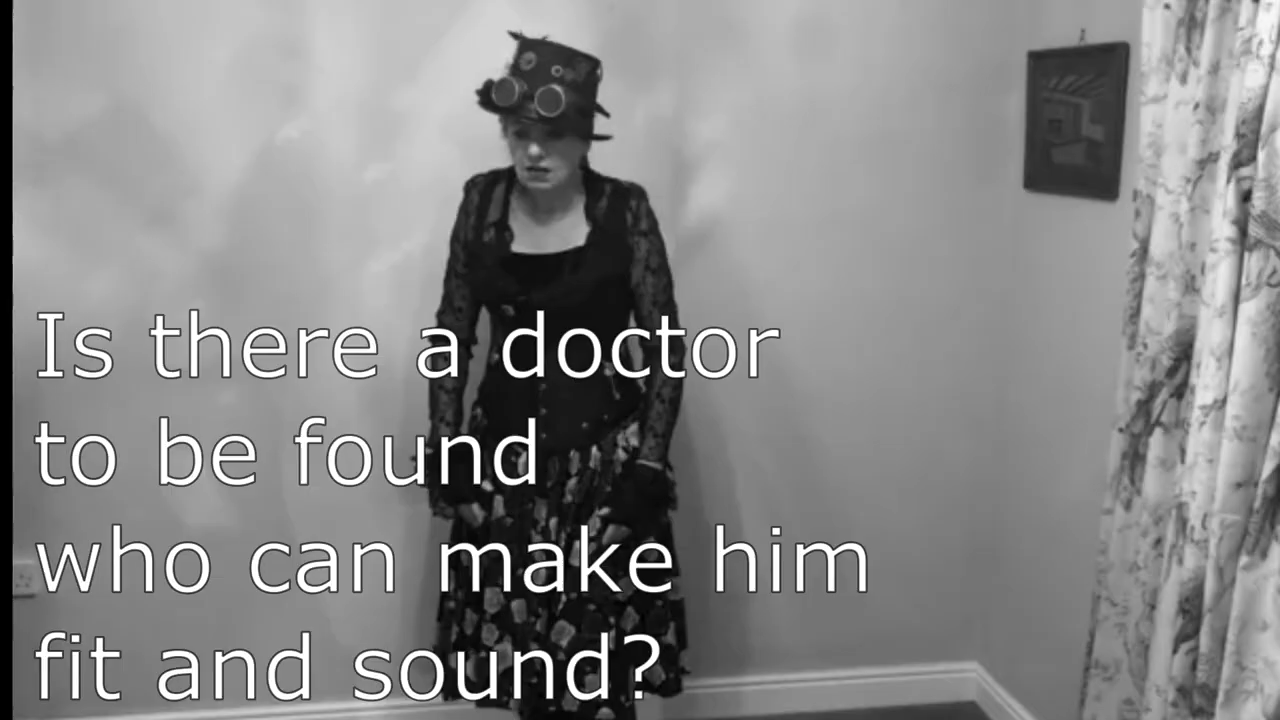 Is there a doctor
to be found
who can make him
fit and sound?